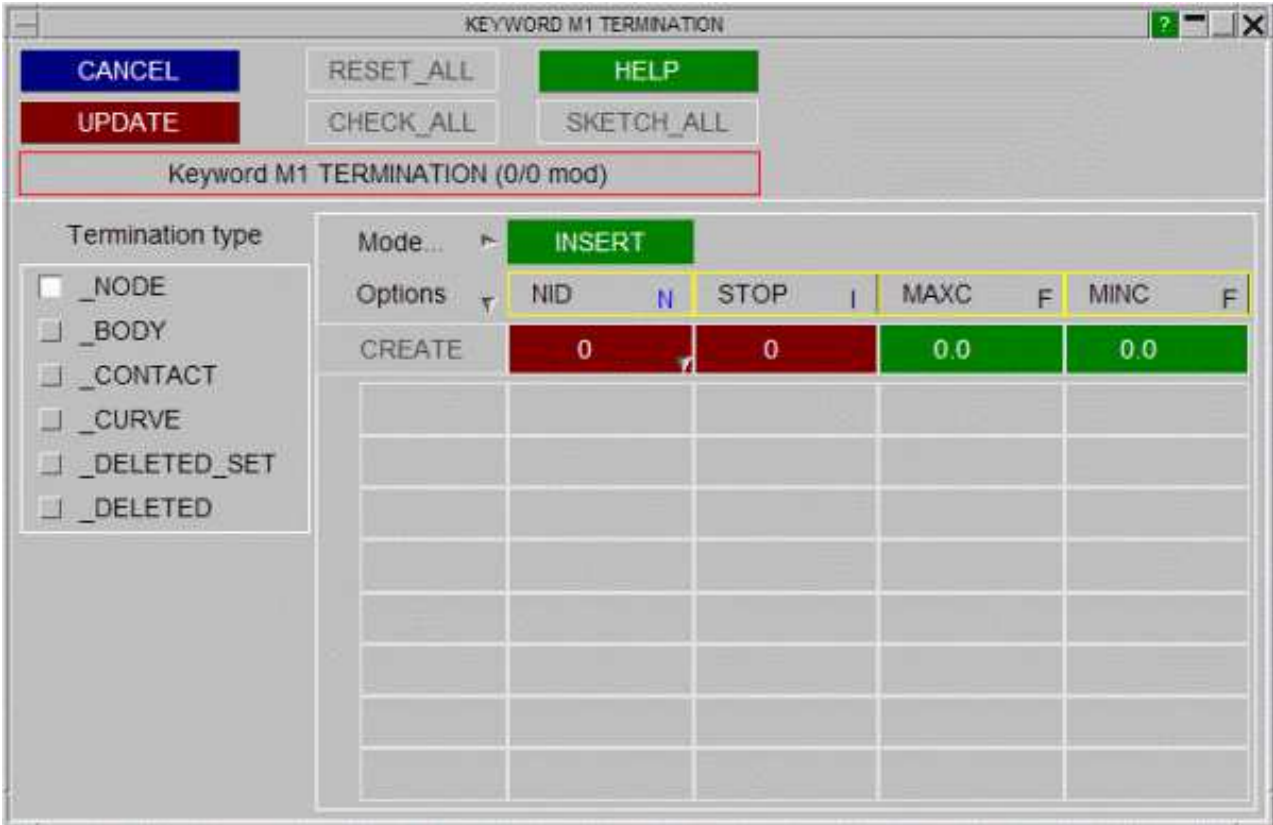 KEYWORD M1 TERMINATION ?
CANCEL RESET_ALL HELP
UPDATE CHECK_ALL SKETCH_ALL
Keyword M1 TERMINATION (0/0 mod)
Termination type
_NODE
_BODY
_CONTACT
_CURVE
_DELETED_SET
_DELETED
Mode... INSERT
Options NID N STOP I MAXC F MINC F
CREATE 0 0 0.0 0.0